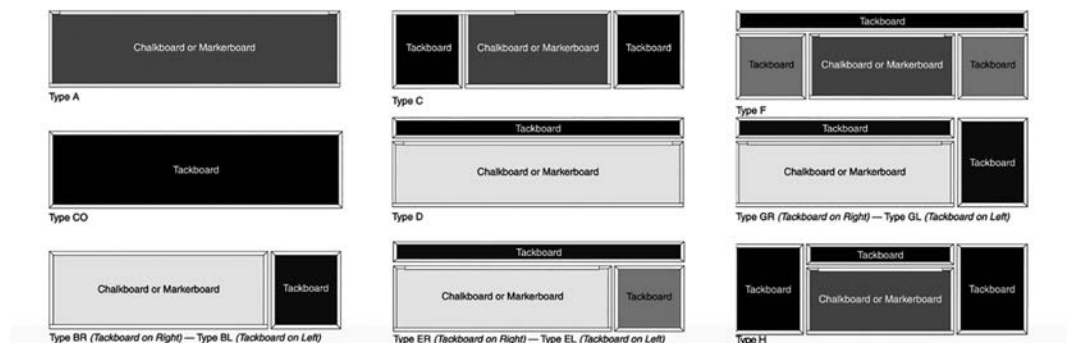 Chalkboard or Markerboard
Type A
Tackboard
Chalkboard or Markerboard
Tackboard
Type C
Tackboard
Tackboard
Chalkboard or Markerboard
Tackboard
Type F
Tackboard
Type CO
Tackboard
Chalkboard or Markerboard
Type D
Tackboard
Chalkboard or Markerboard
Tackboard
Type GR (Tackboard on Right) — Type GL (Tackboard on Left)
Chalkboard or Markerboard
Tackboard
Type BR (Tackboard on Right) — Type BL (Tackboard on Left)
Tackboard
Chalkboard or Markerboard
Tackboard
Type ER (Tackboard on Right) — Type EL (Tackboard on Left)
Tackboard
Tackboard
Chalkboard or Markerboard
Tackboard
Type H